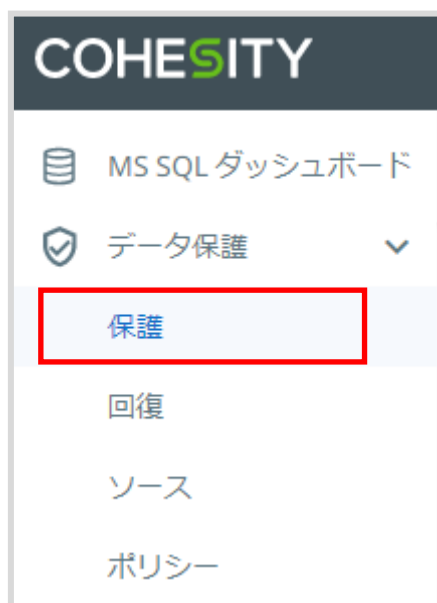 COHESITY
MS SQL ダッシュボード
データ保護
保護
回復
ソース
ポリシー